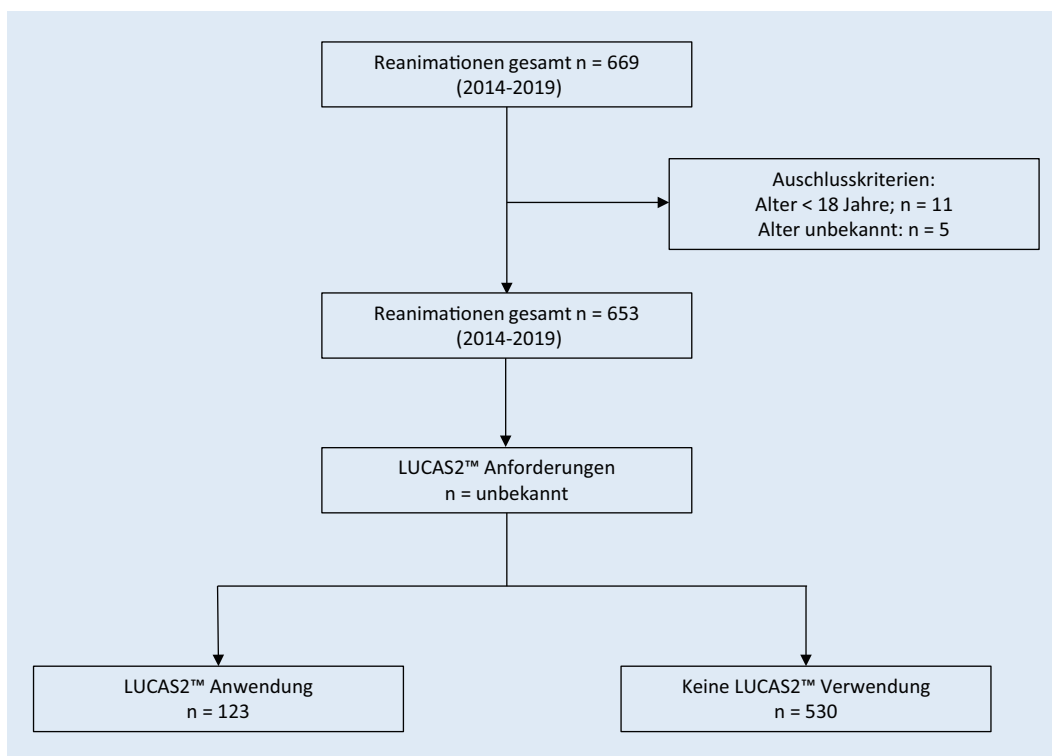 Reanimationen gesamt n = 669
(2014-2019)
Auschlusskriterien:
Alter < 18 Jahre; n = 11
Alter unbekannt: n = 5
Reanimationen gesamt n = 653
(2014-2019)
LUCAS2™ Anforderungen
n = unbekannt
LUCAS2™ Anwendung
n = 123
Keine LUCAS2™ Verwendung
n = 530